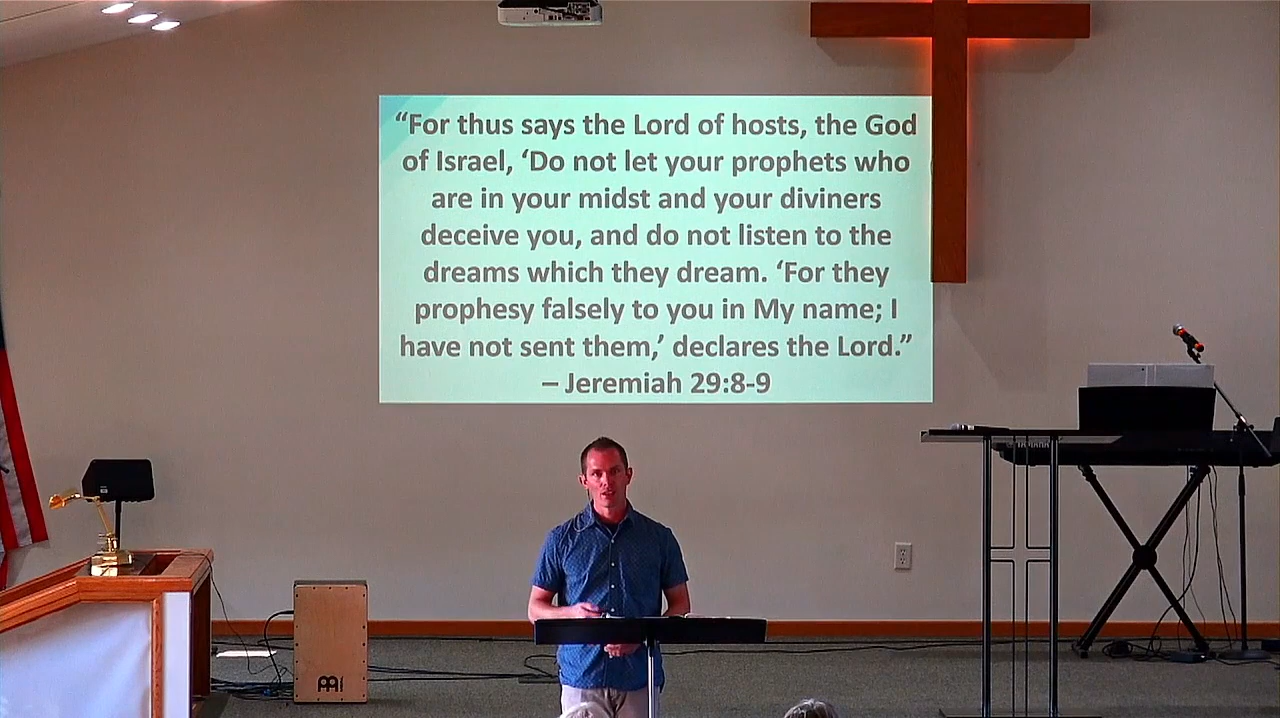 “For thus says the Lord of hosts, the God
of Israel, ‘Do not let your prophets who
are in your midst and your diviners
deceive you, and do not listen to the
dreams which they dream. ‘For they
prophesy falsely to you in My name; I
have not sent them,’ declares the Lord.”
– Jeremiah 29:8-9